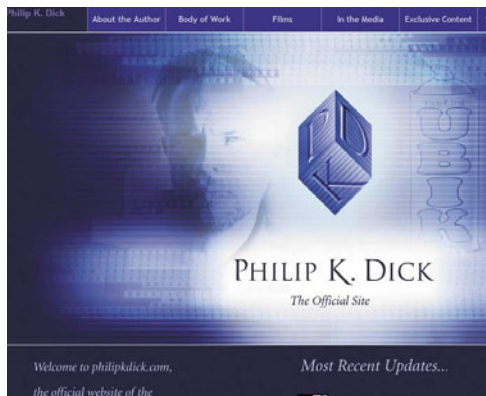 Philip K. Dick
About the Author Body of Work Films In the Media Exclusive Content
P D K
PHILIP K. DICK
The Official Site
Welcome to philipkdick.com,
the official website of the
Most Recent Updates...